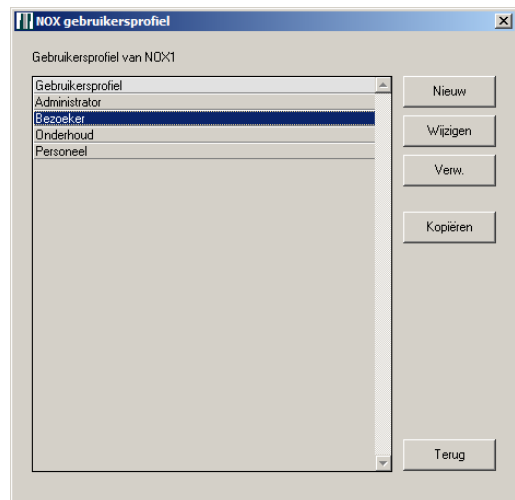 NOX gebruikersprofiel
Gebruikersprofiel van NOX1
Gebruikersprofiel
Administrator
Bezoeker
Onderhoud
Personeel
Nieuw
Wijzigen
Verw.
Kopiëren
Terug